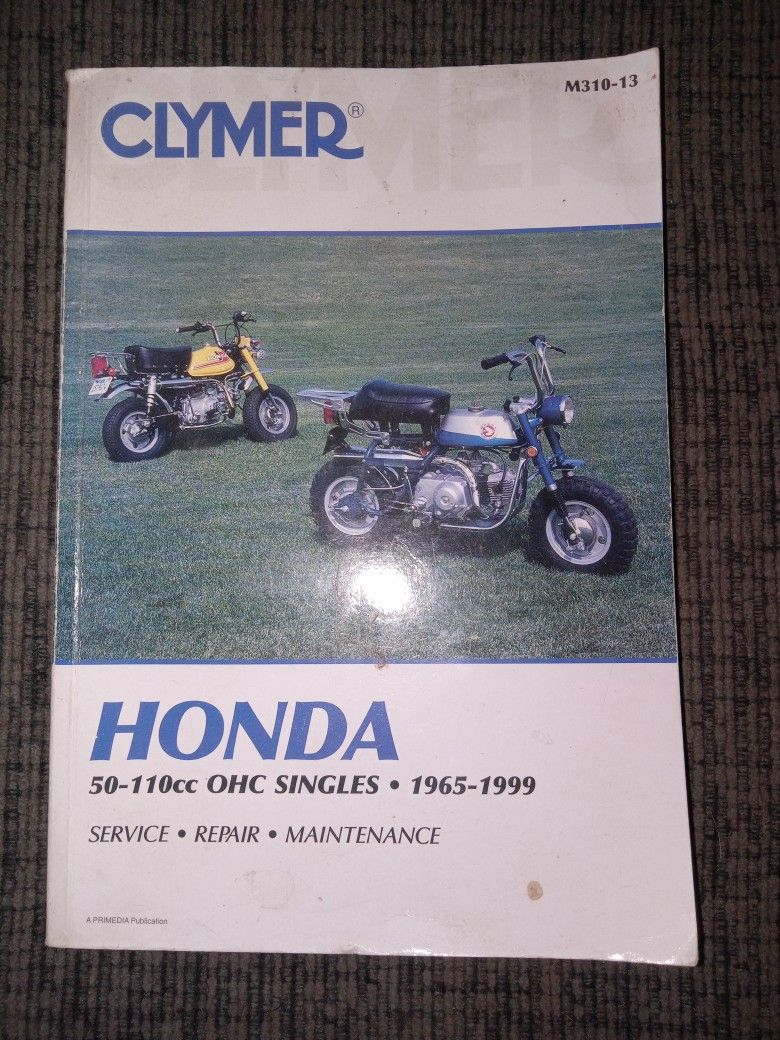 M310-13
CLYMER®
HONDA
50-110cc OHC SINGLES • 1965-1999
SERVICE • REPAIR • MAINTENANCE
A PRIMEDIA Publication